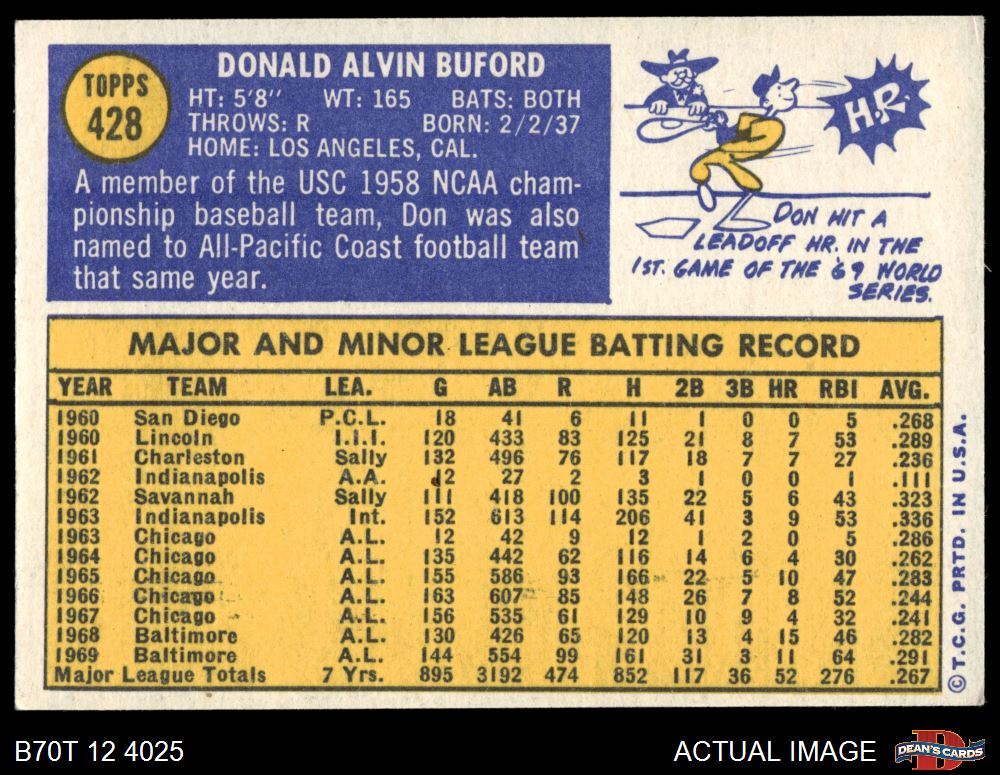 TOPPS
428
DONALD ALVIN BUFORD
HT: 5'8" WT: 165 BATS: BOTH
THROWS: R BORN: 2/2/37
HOME: LOS ANGELES, CAL.
A member of the USC 1958 NCAA cham-
pionship baseball team, Don was also
named to All-Pacific Coast football team
that same year.
H.R.
DON HIT A
LEADOFF HR. IN THE
1ST. GAME OF THE '69 WORLD
SERIES.
MAJOR AND MINOR LEAGUE BATTING RECORD
YEAR TEAM LEA. G AB R H 2B 3B HR RBI AVG.
1960 San Diego P.C.L. 18 41 6 11 1 0 0 5 .268
1960 Lincoln I.I.I. 120 433 83 125 21 8 7 53 .289
1961 Charleston Sally 132 496 76 117 18 7 7 27 .236
1962 Indianapolis A.A. 12 27 2 3 1 0 0 1 .111
1962 Savannah Sally 111 418 100 135 22 5 6 43 .323
1963 Indianapolis Int. 152 613 114 206 41 3 9 53 .336
1963 Chicago A.L. 12 42 9 12 1 2 0 5 .286
1964 Chicago A.L. 135 442 62 116 14 6 4 30 .262
1965 Chicago A.L. 155 586 93 166 22 5 10 47 .283
1966 Chicago A.L. 163 607 85 148 26 7 8 52 .244
1967 Chicago A.L. 156 535 61 129 10 9 4 32 .241
1968 Baltimore A.L. 130 426 65 120 13 4 15 46 .282
1969 Baltimore A.L. 144 554 99 161 31 3 11 64 .291
Major League Totals 7 Yrs. 895 3192 474 852 117 36 52 276 .267
© T.C.G. PRTD. IN U.S.A.
B70T 12 4025
ACTUAL IMAGE
DEAN'S CARDS